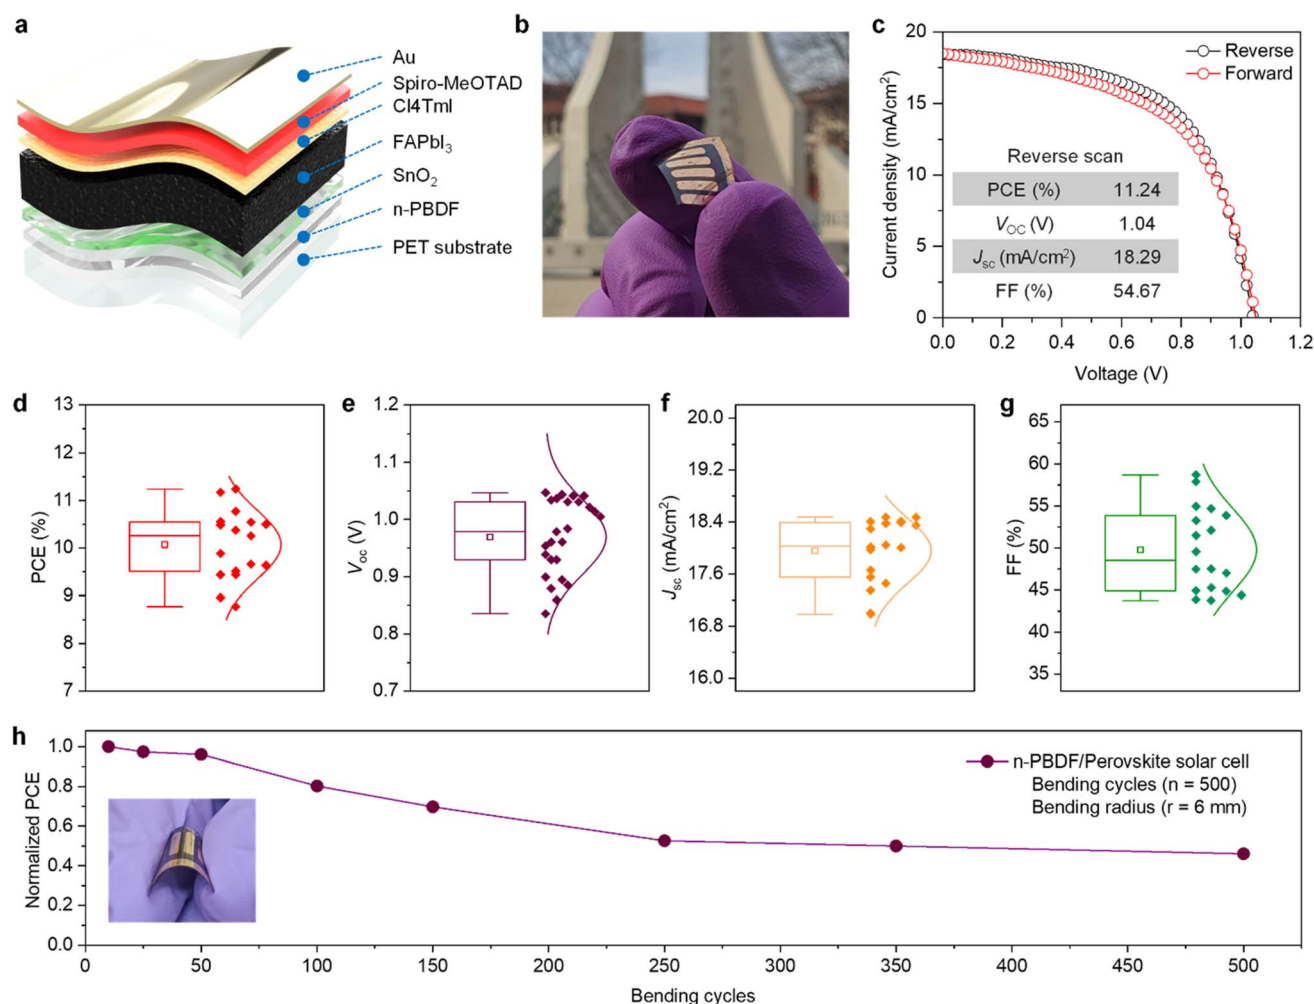 a
Au
Spiro-MeOTAD
Cl4Tml
FAPbI₃
SnO₂
n-PBDF
PET substrate
b
c
Current density (mA/cm²)
20
15
10
5
0
Reverse
Forward
Reverse scan
PCE (%) 11.24
V_OC (V) 1.04
J_sc (mA/cm²) 18.29
FF (%) 54.67
0.0 0.2 0.4 0.6 0.8 1.0 1.2
Voltage (V)
d
PCE (%)
13
12
11
10
9
8
7
e
V_oc (V)
1.2
1.1
1.0
0.9
0.8
0.7
f
J_sc (mA/cm²)
20.0
19.2
18.4
17.6
16.8
16.0
g
FF (%)
65
60
55
50
45
40
35
h
Normalized PCE
1.0
0.8
0.6
0.4
0.2
0.0
n-PBDF/Perovskite solar cell
Bending cycles (n = 500)
Bending radius (r = 6 mm)
0 50 100 150 200 250 300 350 400 450 500
Bending cycles